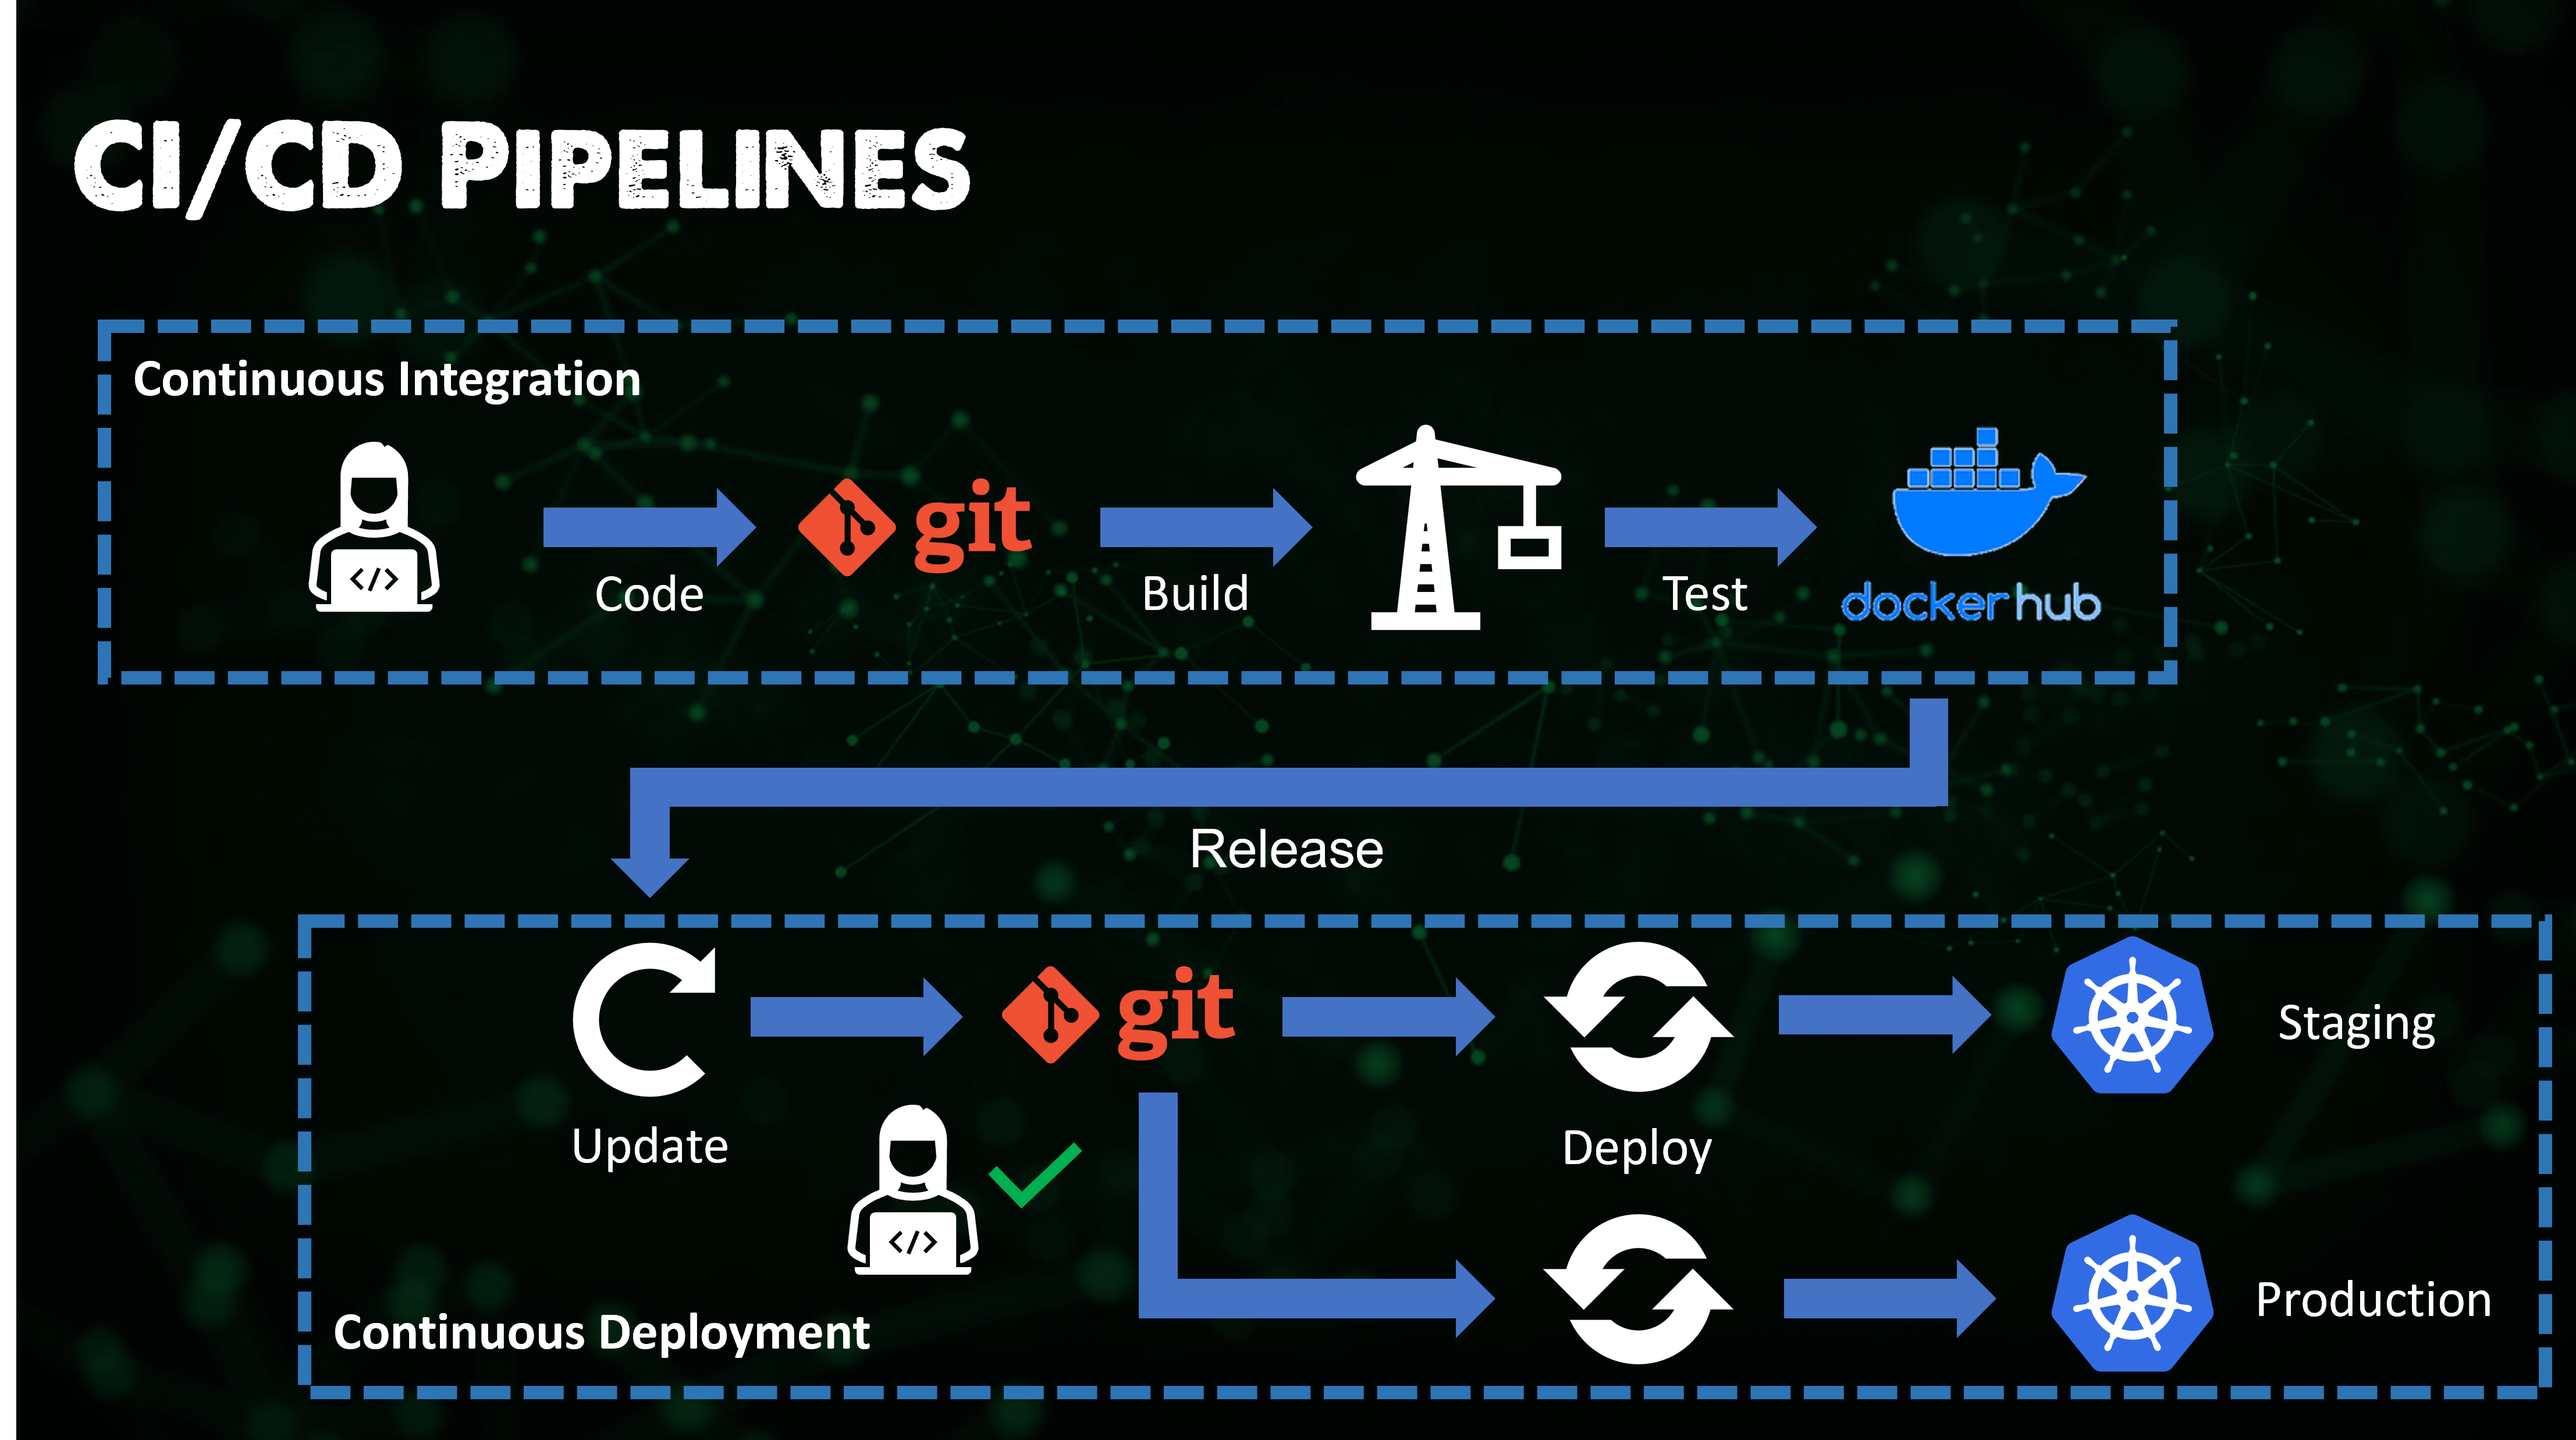 CI/CD PIPELINES
Continuous Integration
</>
git
Code
Build
Test
docker hub
Release
git
Staging
Update
Deploy
</>
Production
Continuous Deployment